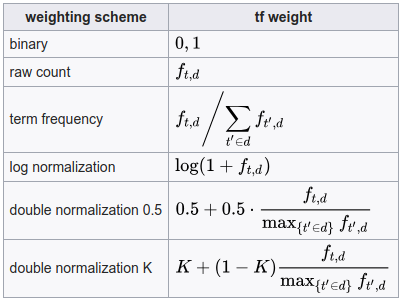 weighting scheme tf weight
binary 0, 1
raw count f_{t,d}
term frequency f_{t,d} / ∑_{t'∈d} f_{t',d}
log normalization log(1 + f_{t,d})
double normalization 0.5 0.5 + 0.5 · f_{t,d} / max_{{t'∈d}} f_{t',d}
double normalization K K + (1 − K) f_{t,d} / max_{{t'∈d}} f_{t',d}